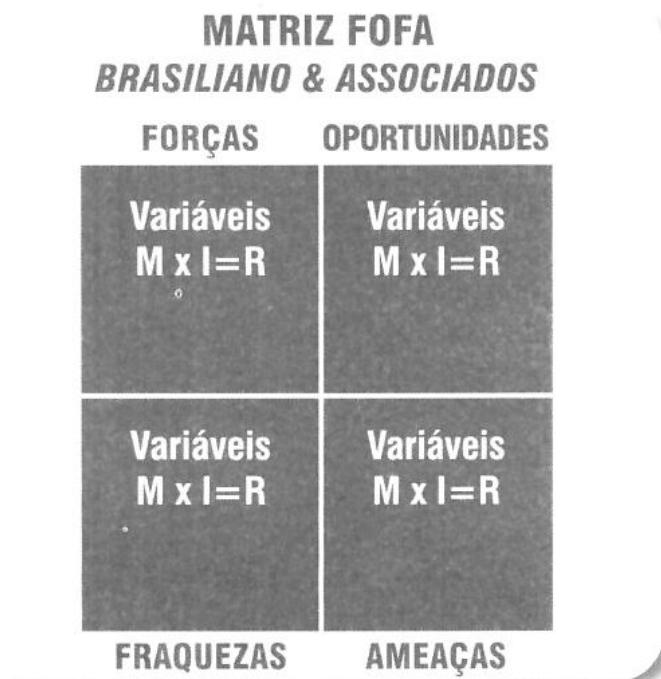 MATRIZ FOFA
BRASILIANO & ASSOCIADOS
FORÇAS OPORTUNIDADES
Variáveis
M x I=R
Variáveis
M x I=R
Variáveis
M x I=R
Variáveis
M x I=R
FRAQUEZAS AMEAÇAS